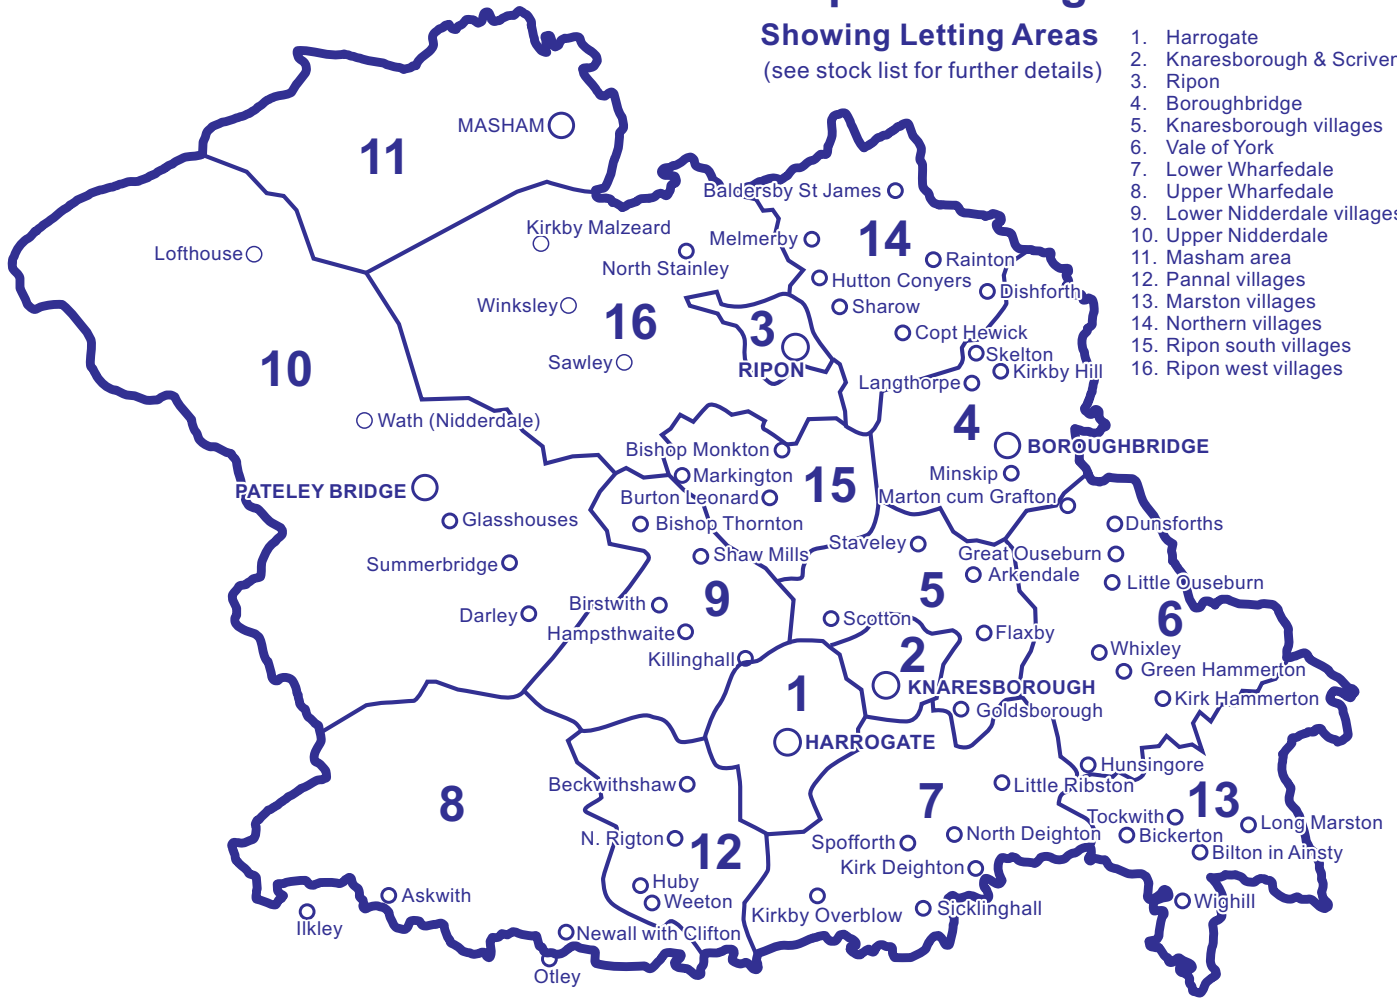 Showing Letting Areas
(see stock list for further details)
1. Harrogate
2. Knaresborough & Scriven
3. Ripon
4. Boroughbridge
5. Knaresborough villages
6. Vale of York
7. Lower Wharfedale
8. Upper Wharfedale
9. Lower Nidderdale villages
10. Upper Nidderdale
11. Masham area
12. Pannal villages
13. Marston villages
14. Northern villages
15. Ripon south villages
16. Ripon west villages
MASHAM
11
Baldersby St James
Kirkby Malzeard
Melmerby
14
Lofthouse
North Stainley
Rainton
Hutton Conyers
Dishforth
Winksley
16
Sharow
3
Copt Hewick
Sawley
RIPON
Skelton
10
Kirkby Hill
Langthorpe
Wath (Nidderdale)
4
Bishop Monkton
BOROUGHBRIDGE
Markington
15
Minskip
PATELEY BRIDGE
Burton Leonard
Marton cum Grafton
Glasshouses
Bishop Thornton
Dunsforths
Staveley
Shaw Mills
Great Ouseburn
Summerbridge
Arkendale
Little Ouseburn
5
9
Birstwith
Darley
Scotton
6
Hampsthwaite
Flaxby
Killinghall
2
Whixley
Green Hammerton
1
KNARESBOROUGH
Kirk Hammerton
Goldsborough
HARROGATE
Hunsingore
Beckwithshaw
Little Ribston
8
7
13
Tockwith
Long Marston
N. Rigton
12
Spofforth
North Deighton
Bickerton
Bilton in Ainsty
Kirk Deighton
Huby
Askwith
Weeton
Wighill
Kirkby Overblow
Sicklinghall
Ilkley
Newall with Clifton
Otley